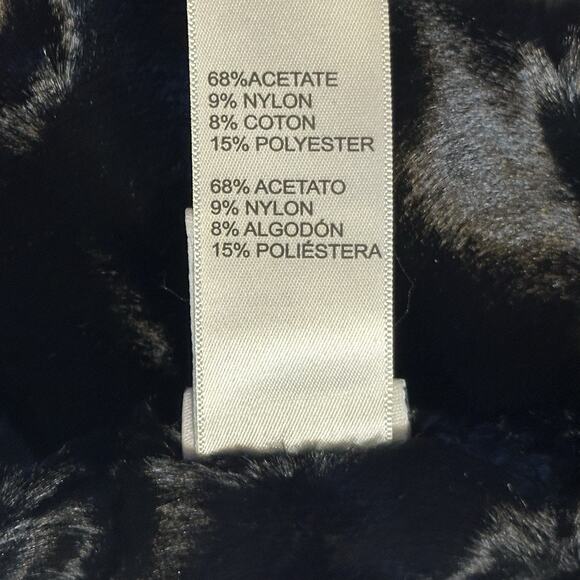 68%ACETATE
9% NYLON
8% COTON
15% POLYESTER
68% ACETATO
9% NYLON
8% ALGODÓN
15% POLIÉSTERA